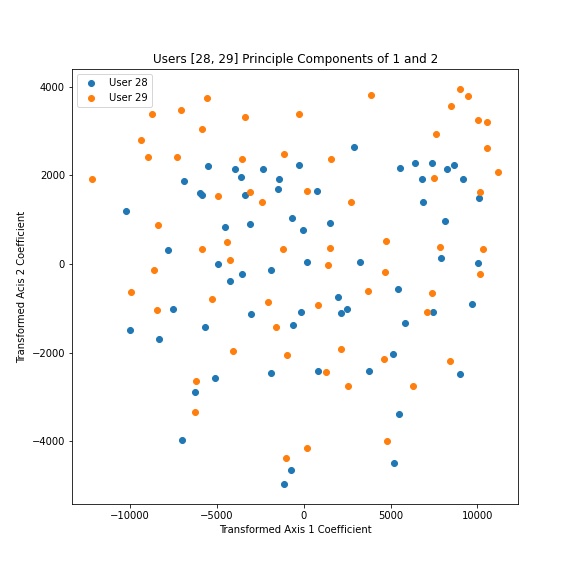 Users [28, 29] Principle Components of 1 and 2
User 28
User 29
4000
2000
0
−2000
−4000
Transformed Acis 2 Coefficient
−10000 −5000 0 5000 10000
Transformed Axis 1 Coefficient